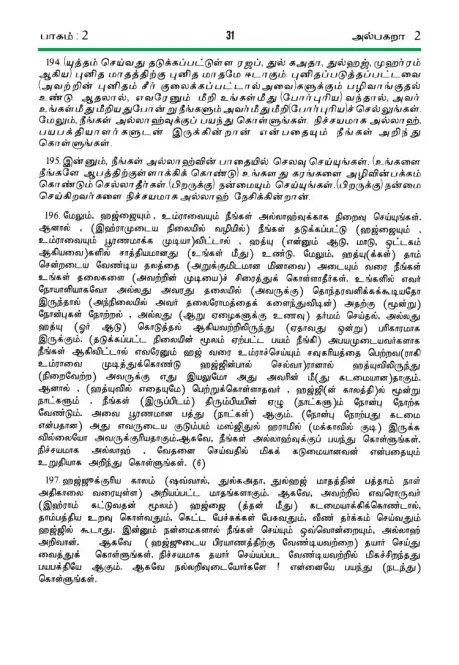 பாகம் : 2 31 அல்பகறா 2
194. (யுத்தம் செய்வது தடுக்கப்பட்டுள்ள ரஜப், துல் கஅதா, துல்ஹஜ், முஹர்ரம்
ஆகிய) புனித மாதத்திற்கு புனித மாதமே ஈடாகும். புனிதப்படுத்தப்பட்டவை
(அவற்றின் புனிதம் சீர் குலைக்கப்பட்டால் அவை)களுக்கும் பழிவாங்குதல்
உண்டு. ஆதலால், எவரேனும் மீறி உங்கள்மீது (போர்புரிய) வந்தால், அவர்
உங்கள்மீது மீறியதுபோன்று நீங்களும் அவர்மீது மீறி(போர்புரிய)ச் செல்லுங்கள்.
மேலும், நீங்கள் அல்லாஹ்வுக்குப் பயந்து கொள்ளுங்கள். நிச்சயமாக அல்லாஹ்,
பயபக்தியாளர்களுடன் இருக்கின்றான் என்பதையும் நீங்கள் அறிந்து
கொள்ளுங்கள்.
195. இன்னும், நீங்கள் அல்லாஹ்வின் பாதையில் செலவு செய்யுங்கள். (உங்களை
நீங்களே ஆபத்திற்குள்ளாக்கிக் கொண்டு) உங்களது கரங்களை அழிவின்பக்கம்
கொண்டும் செல்லாதீர்கள். (பிறருக்கு) நன்மையும் செய்யுங்கள். (பிறருக்கு) நன்மை
செய்கிறவர்களை நிச்சயமாக அல்லாஹ் நேசிக்கின்றான்.
196. மேலும், ஹஜ்ஜையும் , உம்ராவையும் நீங்கள் அல்லாஹ்வுக்காக நிறைவு செய்யுங்கள்.
ஆனால் , (இஹ்ராமுடைய நிலையில் வழியில்) நீங்கள் தடுக்கப்பட்டு (ஹஜ்ஜையும் ,
உம்ராவையும் பூரணமாக்க முடியா)விட்டால் , ஹத்யு (என்னும் ஆடு, மாடு, ஒட்டகம்
ஆகியவை)களில் சாத்தியமானது (உங்கள் மீது) உண்டு. மேலும், ஹத்யு(க்கள்) தாம்
சென்றடைய வேண்டிய தலத்தை (அறுக்குமிடமான மினாவை) அடையும் வரை நீங்கள்
உங்கள் தலைகளை (அவற்றின் முடியை)ச் சிரைத்துக் கொள்ளாதீர்கள். உங்களில் எவர்
நோயாளியாகவோ அல்லது அவரது தலையில் (அவருக்கு) தொந்தரவளிக்கக்கூடியதோ
இருந்தால் (அந்நிலையில் அவர் தலைரோமத்தைக் களைந்துவிடின்) அதற்கு (மூன்று)
நோன்புகள் நோற்றல் , அல்லது (ஆறு ஏழைகளுக்கு உணவு) தர்மம் செய்தல், அல்லது
ஹத்யு (ஓர் ஆடு) கொடுத்தல் ஆகியவற்றிலிருந்து (ஏதாவது ஒன்று) பரிகாரமாக
இருக்கும். (தடுக்கப்பட்ட நிலையின் மூலம் ஏற்பட்ட பயம் நீங்கி) அபயமுடையவர்களாக
நீங்கள் ஆகிவிட்டால் எவரேனும் ஹஜ் வரை உம்ராச்செய்யும் சவுகரியத்தை பெற்றவ(ராகி
உம்ராவை முடித்துக்கொண்டு ஹஜ்ஜின்பால் செல்வா)ரானால் ஹத்யுவிலிருந்து
(நிறைவேற்ற) அவருக்கு எது இயலுமோ அது அவரின் மீ(து கடமையான)தாகும்.
ஆனால் , (ஹத்யுவில் எதையுமே) பெற்றுக்கொள்ளாதவர் , ஹஜ்ஜி(ன் காலத்தி)ல் மூன்று
நாட்களும் , நீங்கள் (இருப்பிடம்) திரும்பியபின் ஏழு (நாட்களு)ம் நோன்பு நோற்க
வேண்டும். அவை பூரணமான பத்து (நாட்கள்) ஆகும். (நோன்பு நோற்பது கடமை
என்பதான) அது எவருடைய குடும்பம் மஸ்ஜிதுல் ஹராமில் (மக்காவில் குடி) இருக்க
வில்லையோ அவருக்குரியதாகும்.ஆகவே, நீங்கள் அல்லாஹ்வுக்குப் பயந்து கொள்ளுங்கள்.
நிச்சயமாக அல்லாஹ் , வேதனை செய்வதில் மிகக் கடுமையானவன் என்பதையும்
உறுதியாக அறிந்து கொள்ளுங்கள். (6)
197. ஹஜ்ஜுக்குரிய காலம் (ஷவ்வால், துல்கஅதா, துல்ஹஜ் மாதத்தின் பத்தாம் நாள்
அதிகாலை வரையுள்ள) அறியப்பட்ட மாதங்களாகும். ஆகவே, அவற்றில் எவரொருவர்
(இஹ்ராம் கட்டுவதன் மூலம்) ஹஜ்ஜை (த்தன் மீது) கடமையாக்கிக்கொண்டால்,
தாம்பத்திய உறவு கொள்வதும், கெட்ட பேச்சுக்கள் பேசுவதும், வீண் தர்க்கம் செய்வதும்
ஹஜ்ஜில் கூடாது. இன்னும் நன்மைகளால் நீங்கள் செய்யும் ஒவ்வொன்றையும், அல்லாஹ்
அறிவான். ஆகவே (ஹஜ்ஜுடைய பிரயாணத்திற்கு வேண்டியவற்றை) தயார் செய்து
வைத்துக் கொள்ளுங்கள். நிச்சயமாக தயார் செய்யப்பட வேண்டியவற்றில் மிகச்சிறந்தது
பயபக்தியே ஆகும். ஆகவே நல்லறிவுடையோர்களே ! என்னையே பயந்து (நடந்து)
கொள்ளுங்கள்.